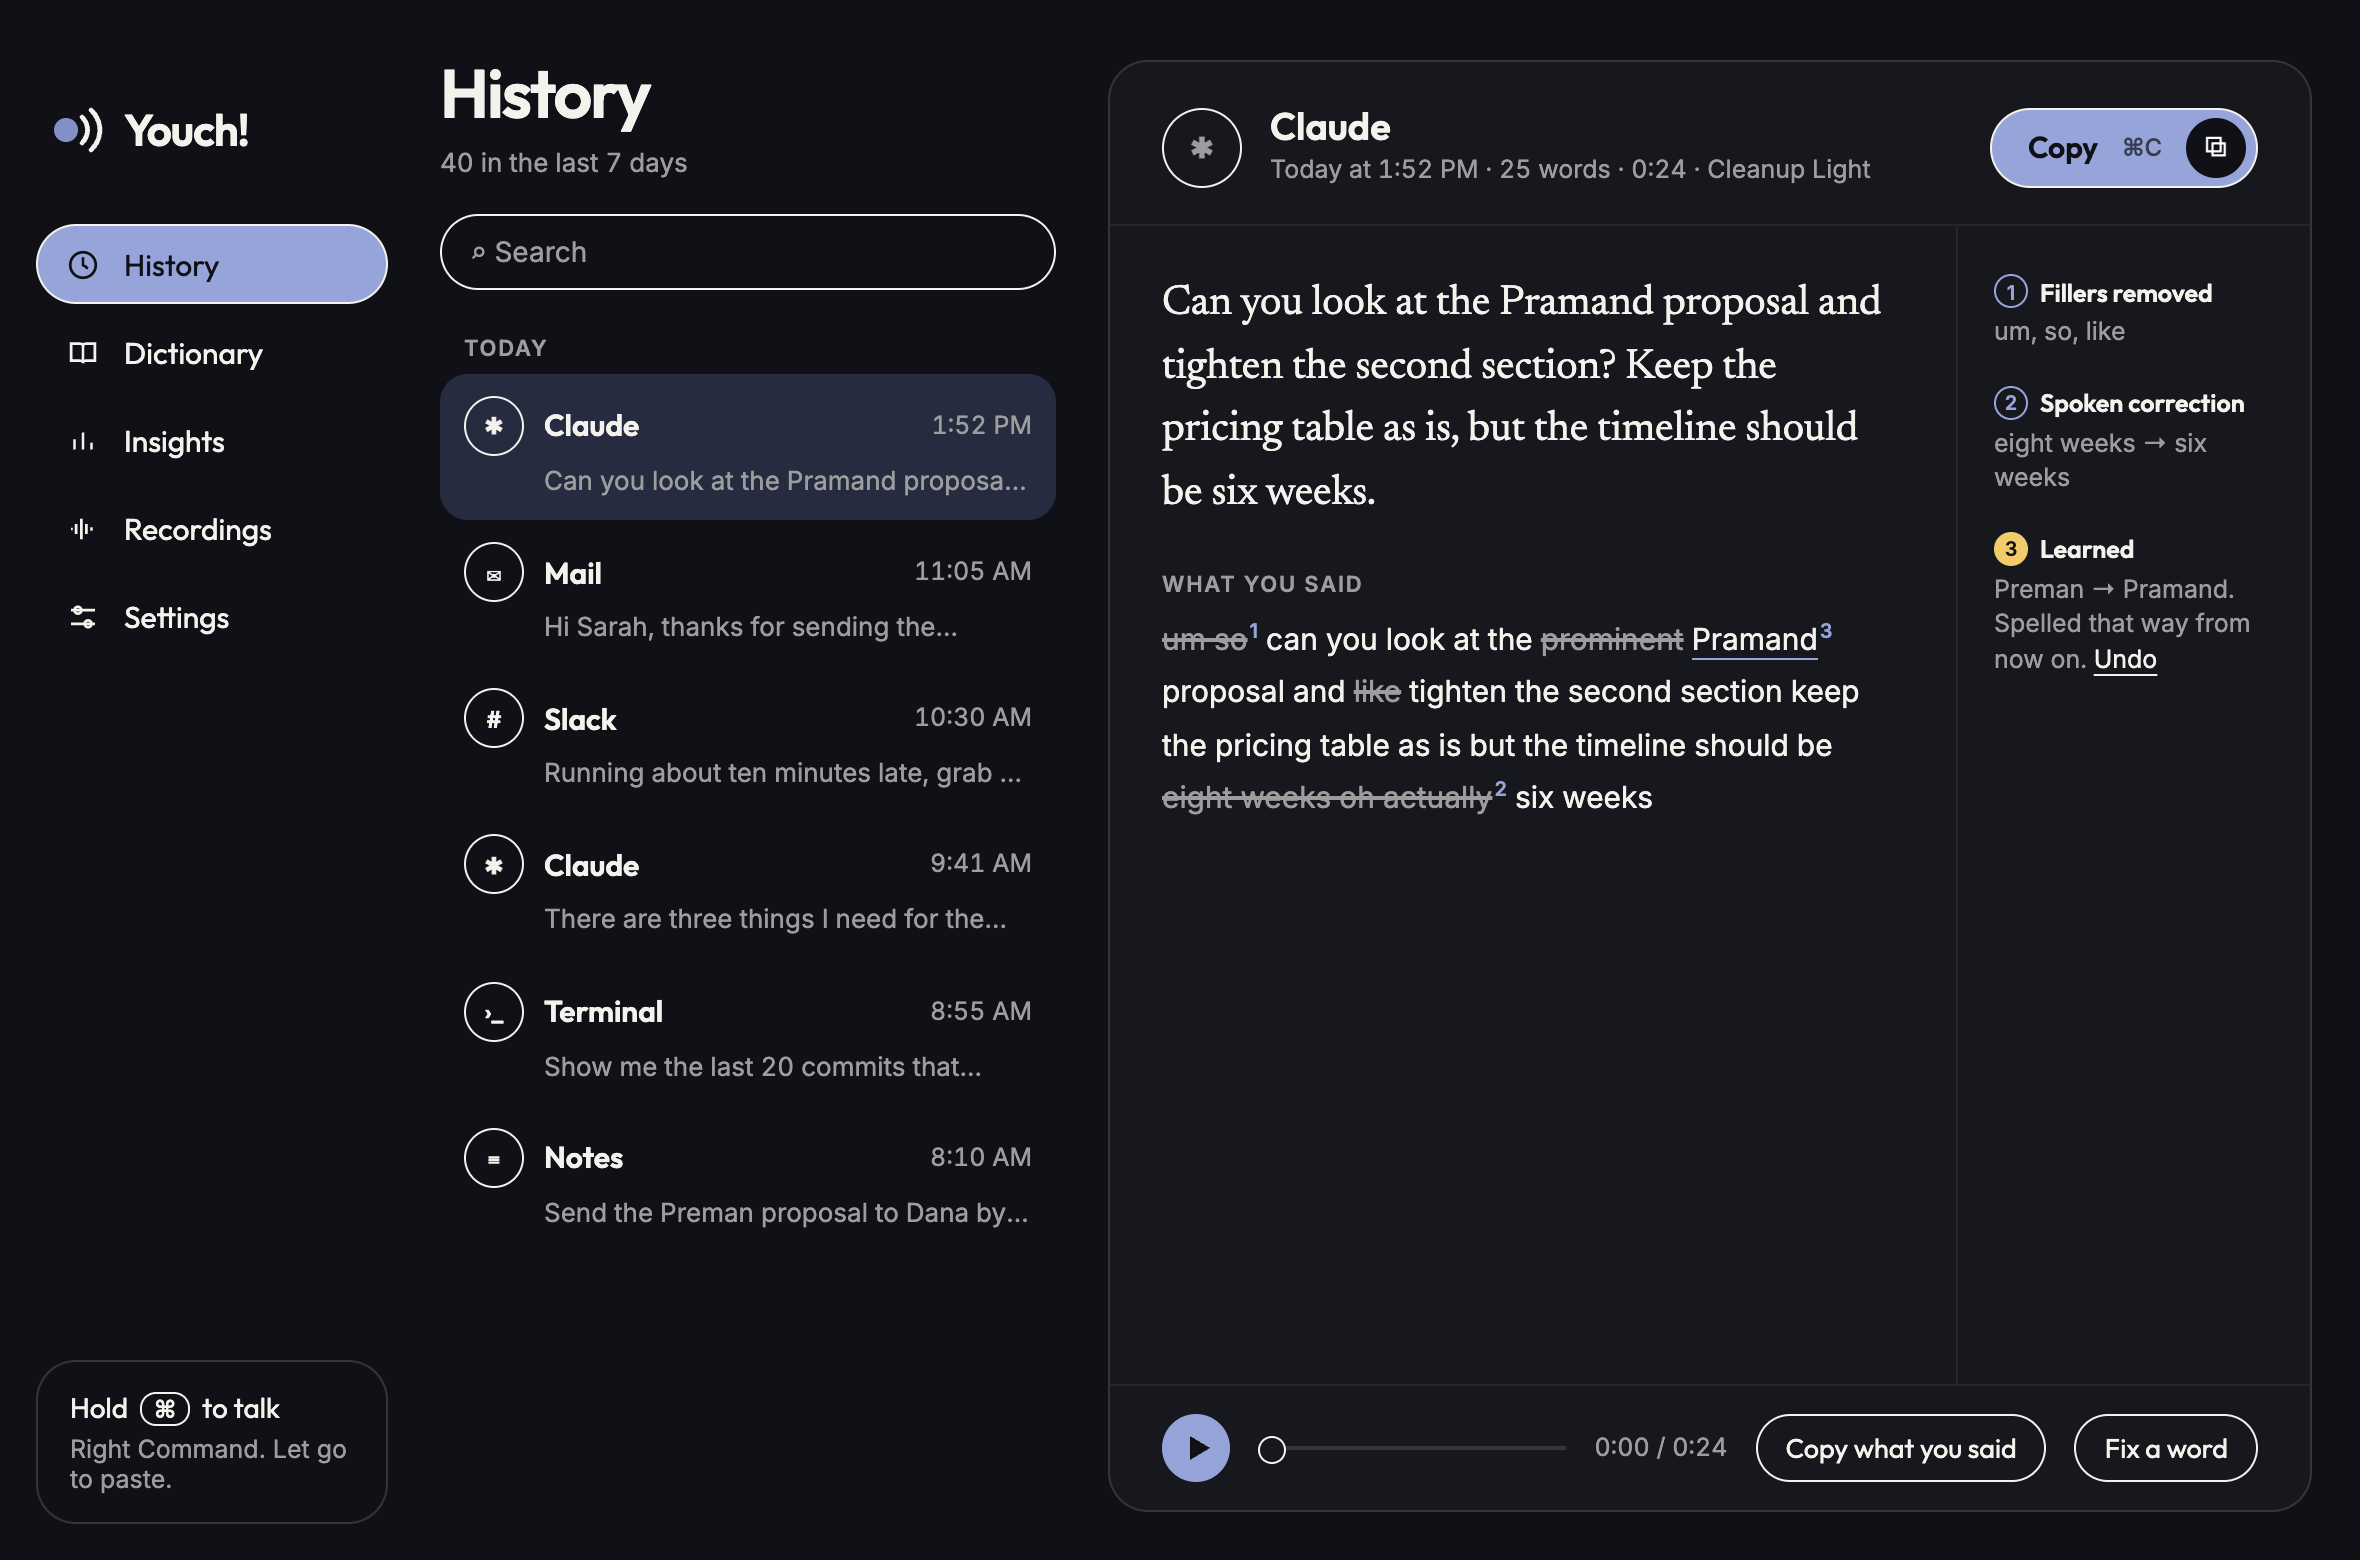 Youch!
History
Dictionary
Insights
Recordings
Settings
Hold ⌘ to talk
Right Command. Let go
to paste.
History
40 in the last 7 days
Search
TODAY
Claude 1:52 PM
Can you look at the Pramand proposa...
Mail 11:05 AM
Hi Sarah, thanks for sending the...
Slack 10:30 AM
# Running about ten minutes late, grab ...
Claude 9:41 AM
There are three things I need for the...
Terminal 8:55 AM
Show me the last 20 commits that...
Notes 8:10 AM
Send the Preman proposal to Dana by...
Claude
Today at 1:52 PM · 25 words · 0:24 · Cleanup Light
Copy ⌘C
Can you look at the Pramand proposal and
tighten the second section? Keep the
pricing table as is, but the timeline should
be six weeks.
WHAT YOU SAID
um so1 can you look at the prominent Pramand3
proposal and like tighten the second section keep
the pricing table as is but the timeline should be
eight weeks oh actually2 six weeks
1 Fillers removed
um, so, like
2 Spoken correction
eight weeks → six
weeks
3 Learned
Preman → Pramand.
Spelled that way from
now on. Undo
0:00 / 0:24
Copy what you said
Fix a word